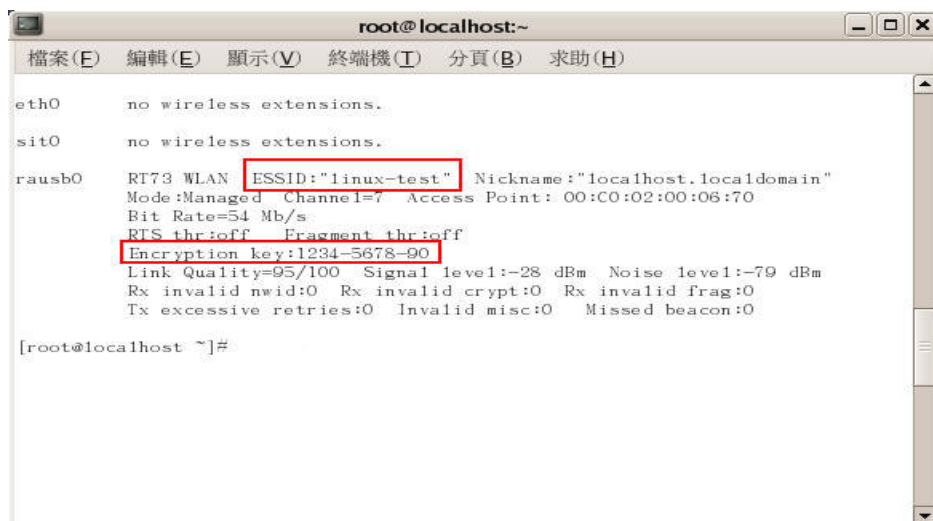 root@localhost:~
檔案(F) 編輯(E) 顯示(V) 終端機(T) 分頁(B) 求助(H)
eth0 no wireless extensions.
sit0 no wireless extensions.
rausb0 RT73 WLAN ESSID:"linux-test" Nickname:"localhost.localdomain"
Mode:Managed Channel=7 Access Point: 00:C0:02:00:06:70
Bit Rate=54 Mb/s
RTS thr:off Fragment thr:off
Encryption key:1234-5678-90
Link Quality=95/100 Signal level:-28 dBm Noise level:-79 dBm
Rx invalid nwid:0 Rx invalid crypt:0 Rx invalid frag:0
Tx excessive retries:0 Invalid misc:0 Missed beacon:0
[root@localhost ~]#